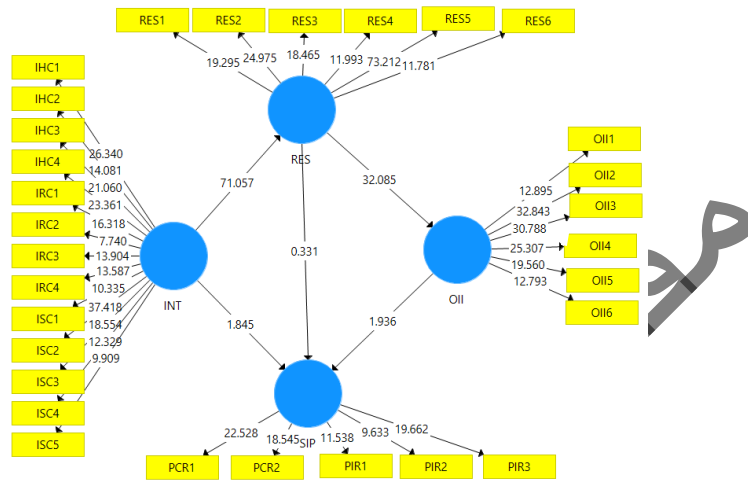 RES1 RES2 RES3 RES4 RES5 RES6
19.295 24.975 18.465 11.993 73.212 11.781
RES
IHC1
IHC2
IHC3
IHC4
IRC1
IRC2
IRC3
IRC4
ISC1
ISC2
ISC3
ISC4
ISC5
26.340
14.081
21.060
23.361
16.318
7.740
13.904
13.587
10.335
37.418
18.554
12.329
9.909
INT
71.057
32.085
0.331
1.845
1.936
OII
12.895
32.843
30.788
25.307
19.560
12.793
OII1
OII2
OII3
OII4
OII5
OII6
SIP
22.528 18.545 11.538 9.633 19.662
PCR1 PCR2 PIR1 PIR2 PIR3